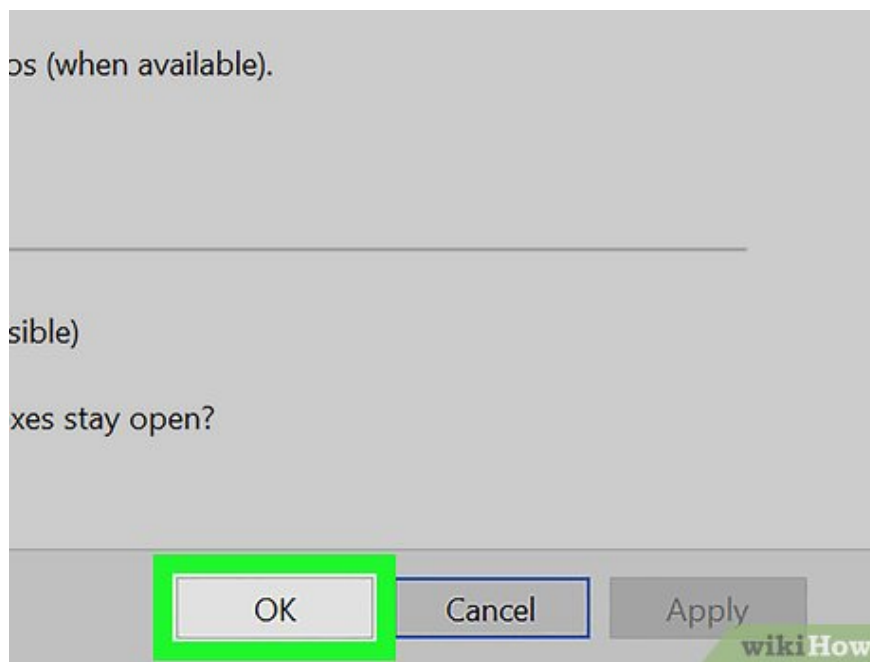 os (when available).
sible)
xes stay open?
OK
Cancel
Apply
wikiHow